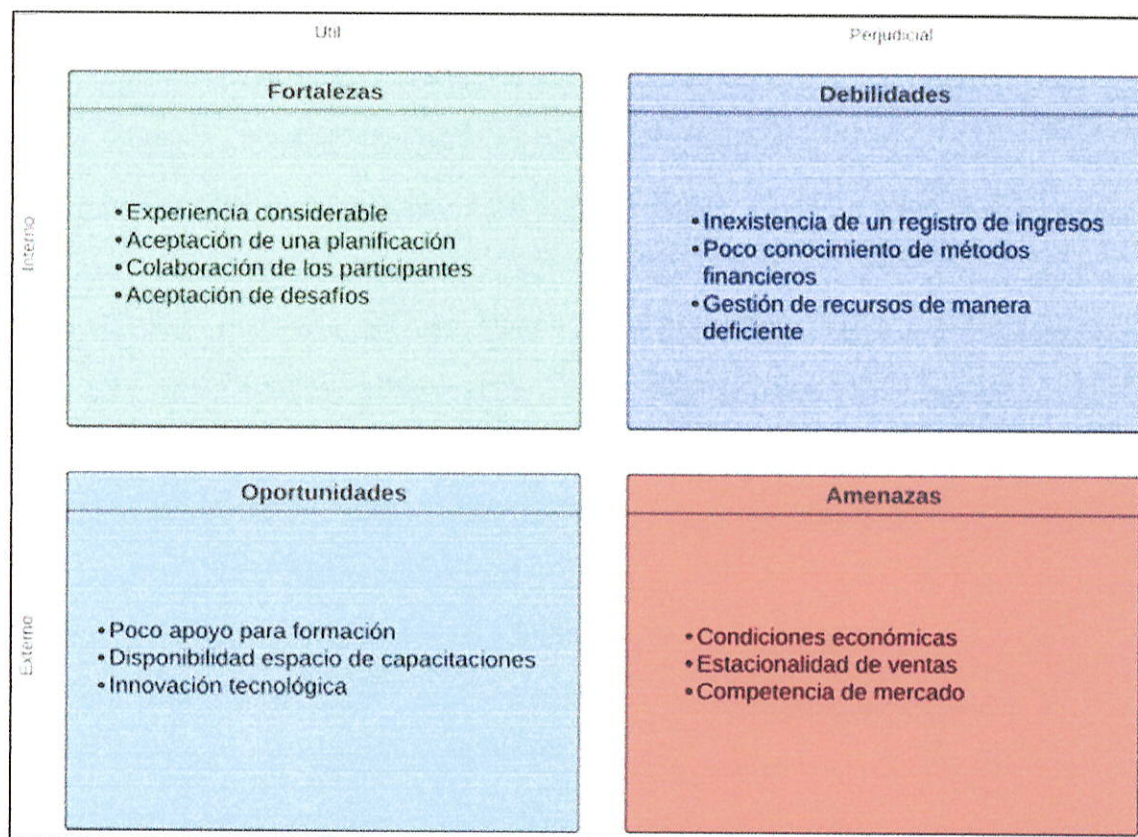 Util
Perjudicial
Interno
Fortalezas
• Experiencia considerable
• Aceptación de una planificación
• Colaboración de los participantes
• Aceptación de desafíos
Debilidades
• Inexistencia de un registro de ingresos
• Poco conocimiento de métodos
financieros
• Gestión de recursos de manera
deficiente
Externo
Oportunidades
• Poco apoyo para formación
• Disponibilidad espacio de capacitaciones
• Innovación tecnológica
Amenazas
• Condiciones económicas
• Estacionalidad de ventas
• Competencia de mercado